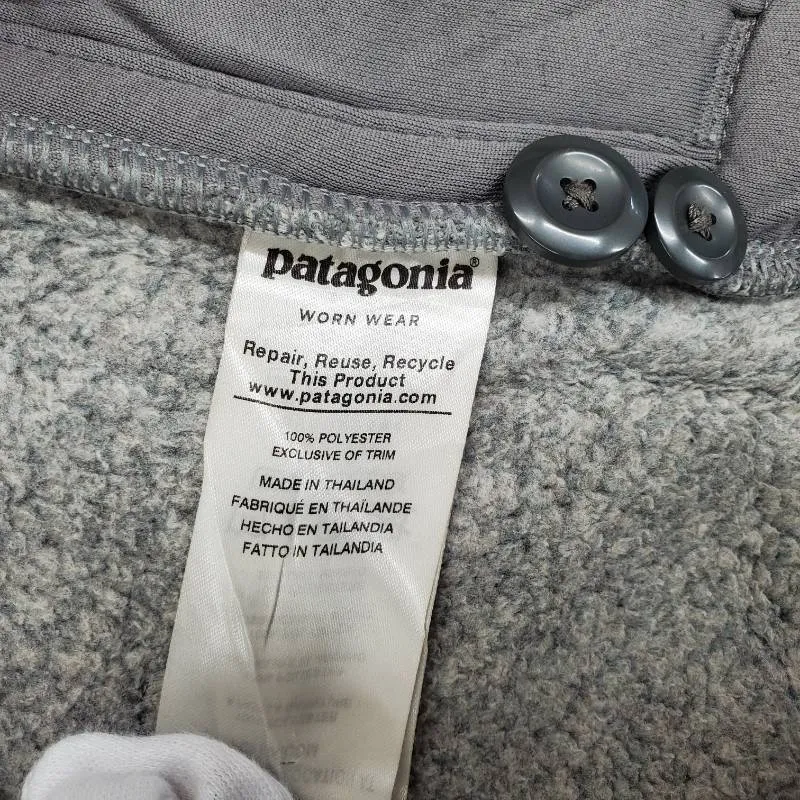 patagonia®
WORN WEAR
Repair, Reuse, Recycle
This Product
www.patagonia.com
100% POLYESTER
EXCLUSIVE OF TRIM
MADE IN THAILAND
FABRIQUÉ EN THAÏLANDE
HECHO EN TAILANDIA
FATTO IN TAILANDIA